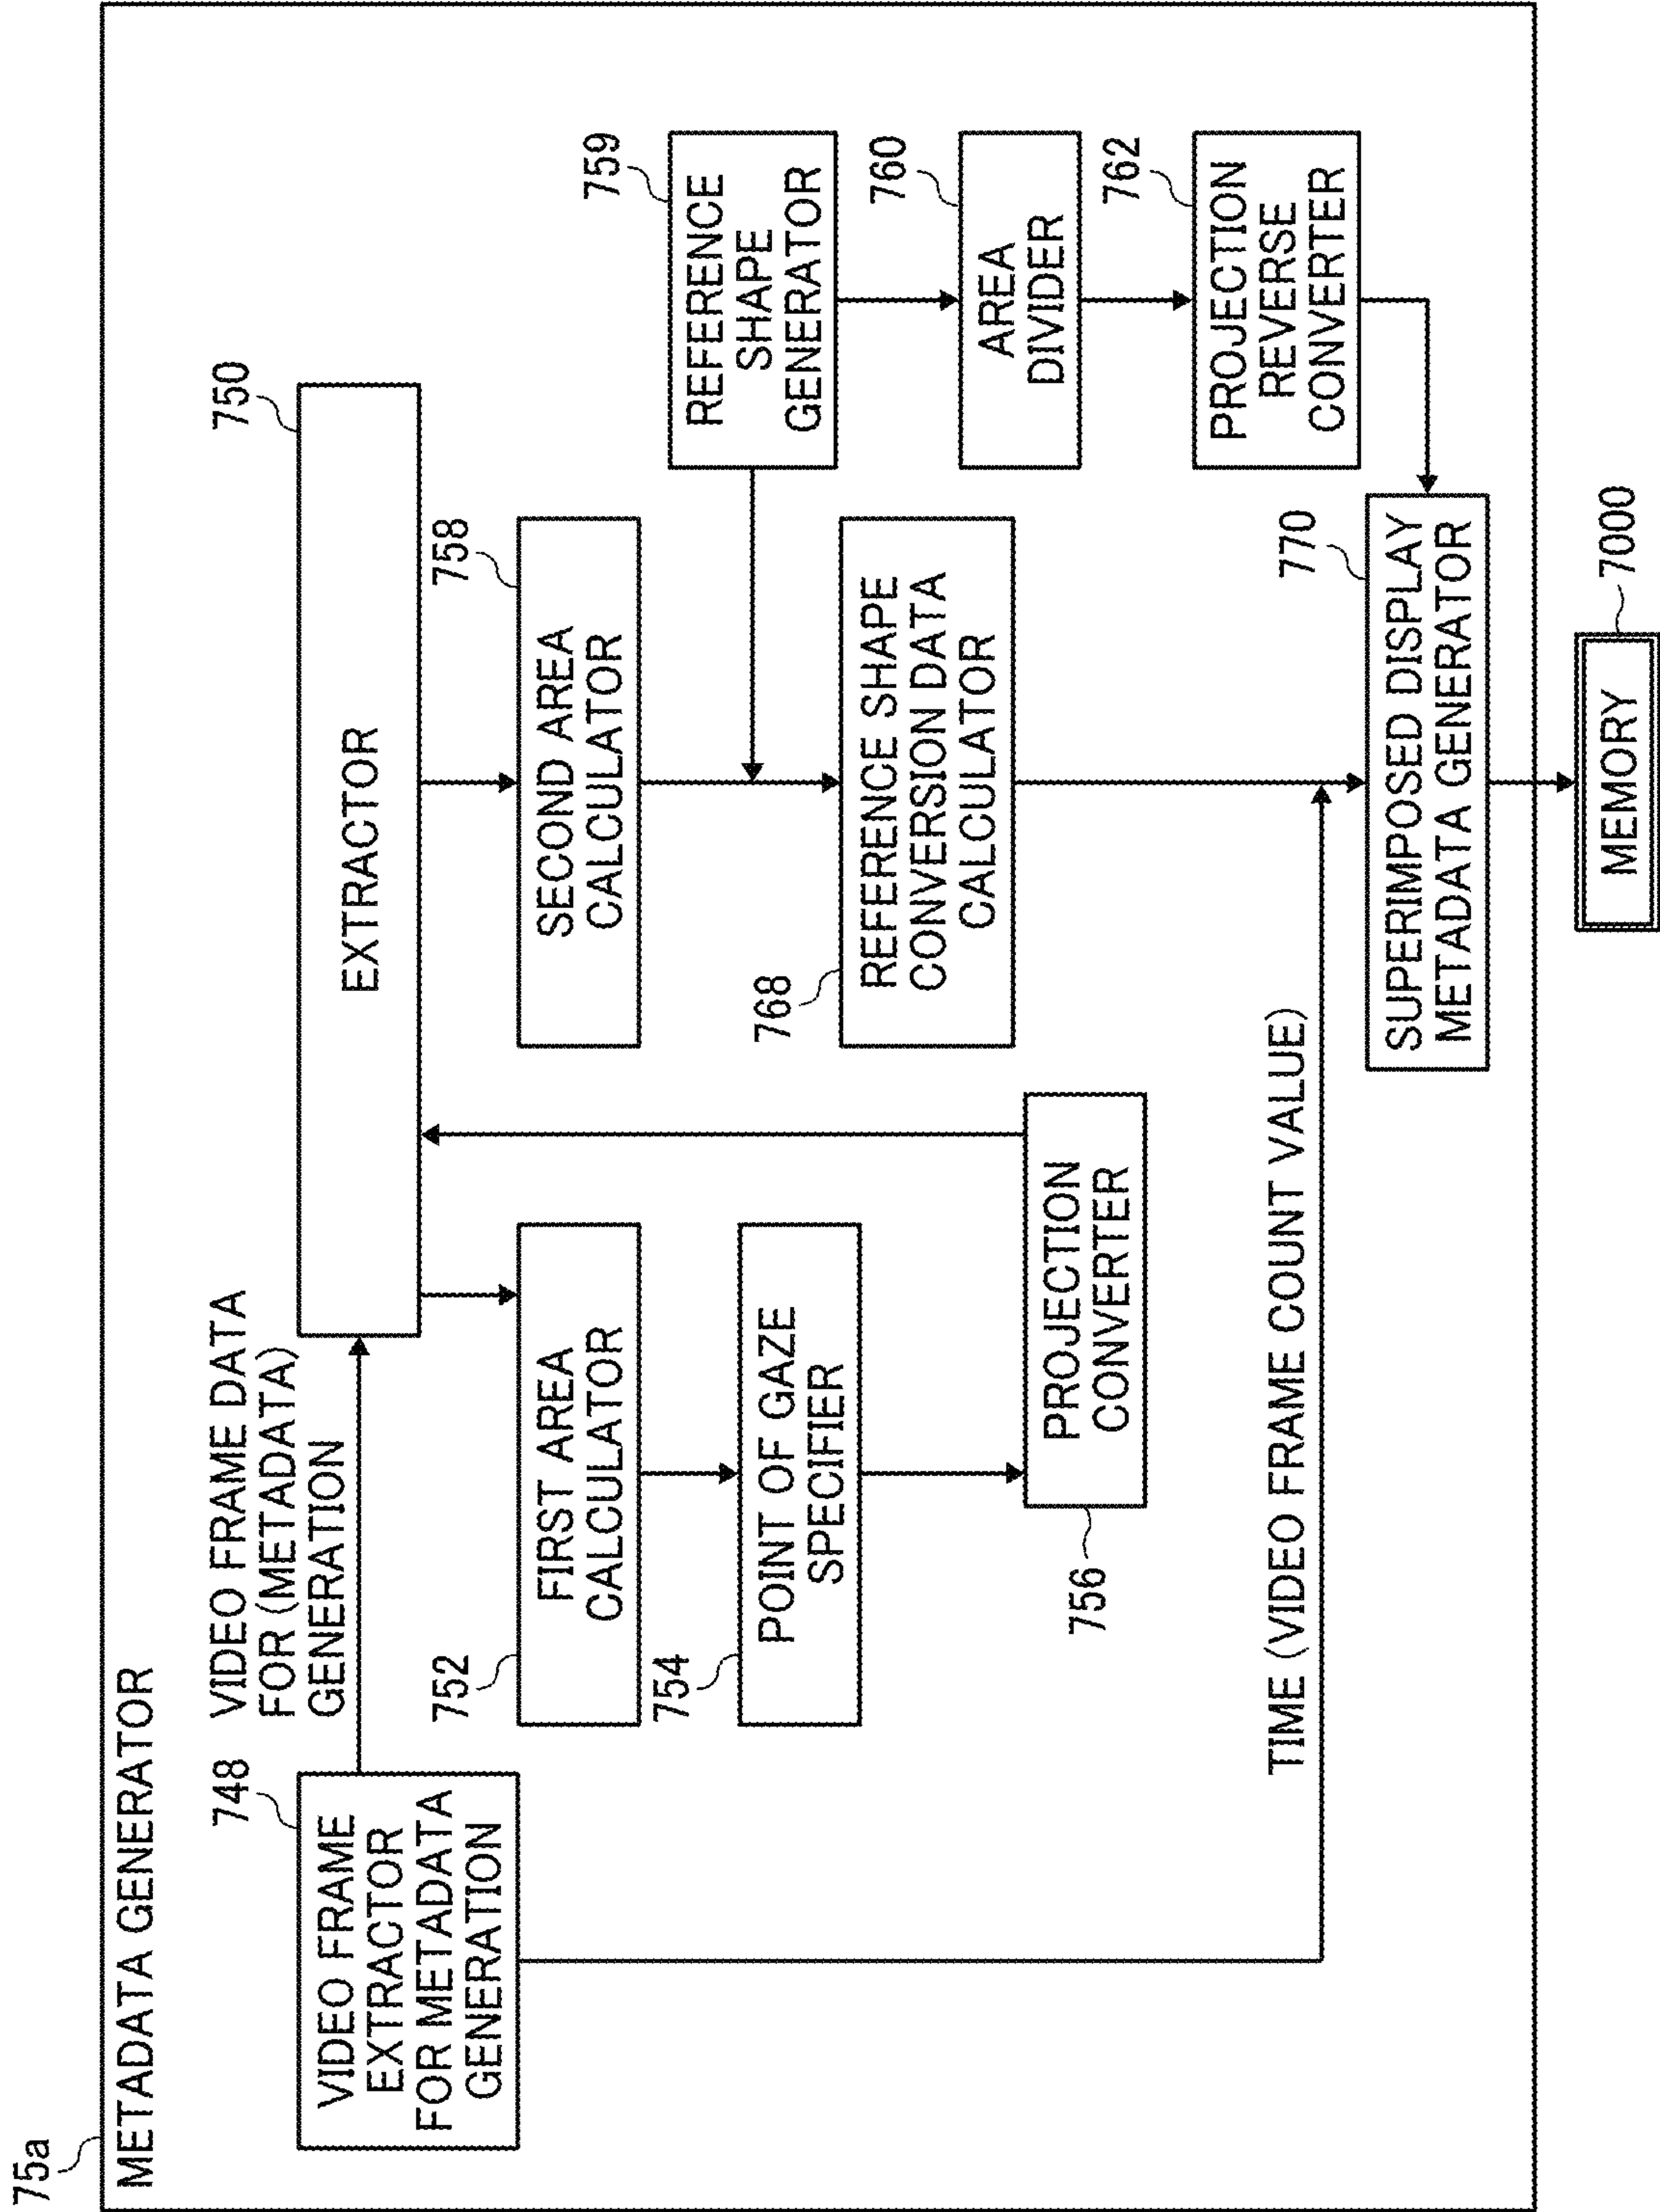 75a
METADATA GENERATOR
748
VIDEO FRAME
EXTRACTOR
FOR METADATA
GENERATION
VIDEO FRAME DATA
FOR (METADATA)
GENERATION
750
EXTRACTOR
752
FIRST AREA
CALCULATOR
754
POINT OF GAZE
SPECIFIER
756
PROJECTION
CONVERTER
758
SECOND AREA
CALCULATOR
759
REFERENCE
SHAPE
GENERATOR
768
REFERENCE SHAPE
CONVERSION DATA
CALCULATOR
760
AREA
DIVIDER
762
PROJECTION
REVERSE
CONVERTER
TIME (VIDEO FRAME COUNT VALUE)
770
SUPERIMPOSED DISPLAY
METADATA GENERATOR
7000
MEMORY